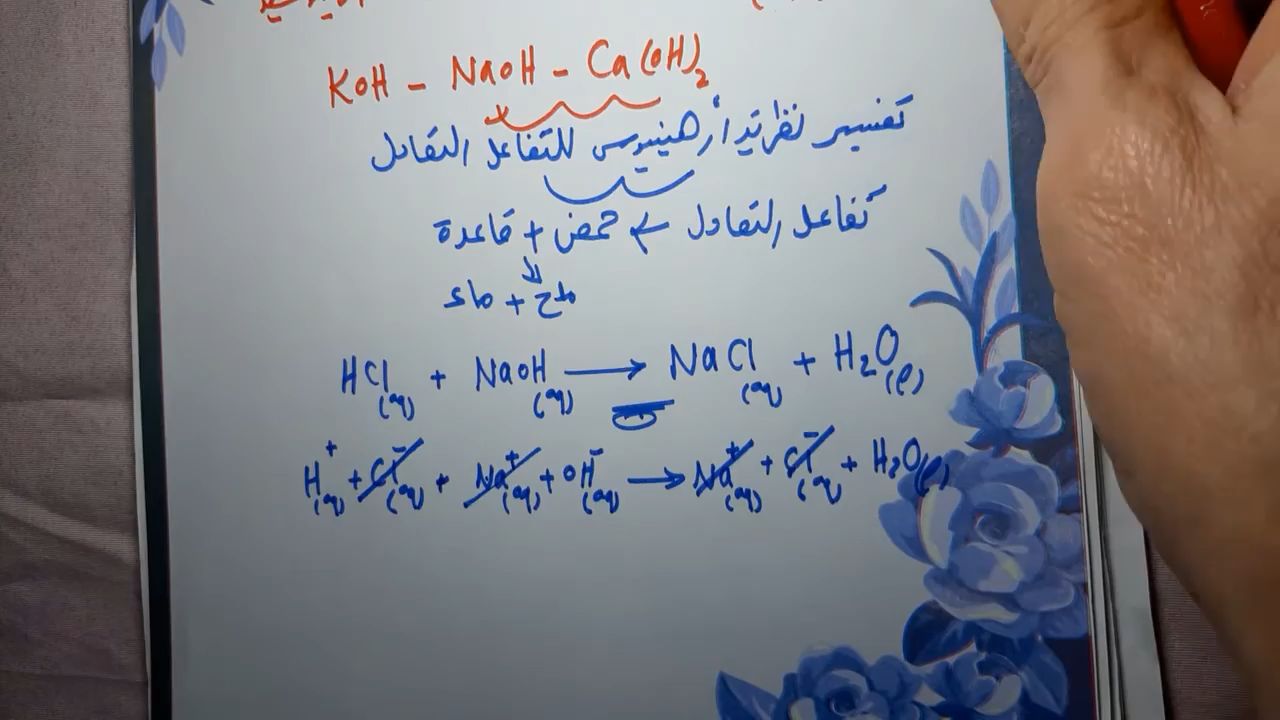 KOH - NaOH - Ca(OH)₂
تفسير نظرية أرهينيوس للتفاعل التعادل
تفاعل التعادل ⇐ حمض + قاعدة
⇓
ملح + ماء
HCl(aq) + NaOH(aq) ⟶ NaCl(aq) + H₂O(l)
H⁺(aq) + Cl⁻(aq) + Na⁺(aq) + OH⁻(aq) ⟶ Na⁺(aq) + Cl⁻(aq) + H₂O(l)